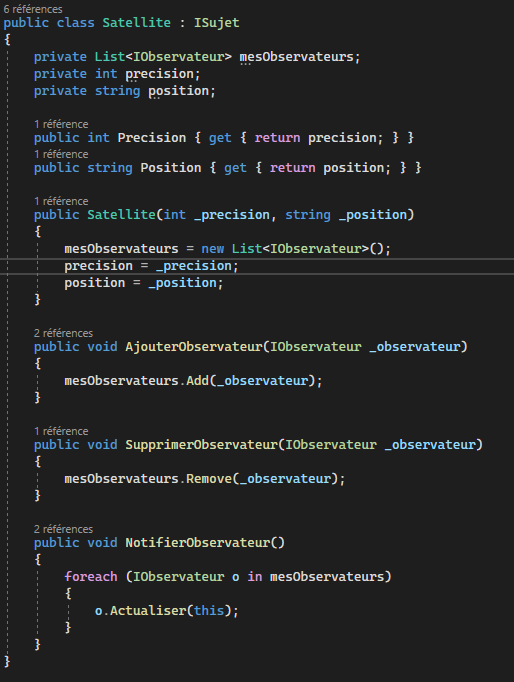 6 références
public class Satellite : ISujet
{
private List<IObservateur> mesObservateurs;
private int precision;
private string position;
1 référence
public int Precision { get { return precision; } }
1 référence
public string Position { get { return position; } }
1 référence
public Satellite(int _precision, string _position)
{
mesObservateurs = new List<IObservateur>();
precision = _precision;
position = _position;
}
2 références
public void AjouterObservateur(IObservateur _observateur)
{
mesObservateurs.Add(_observateur);
}
1 référence
public void SupprimerObservateur(IObservateur _observateur)
{
mesObservateurs.Remove(_observateur);
}
2 références
public void NotifierObservateur()
{
foreach (IObservateur o in mesObservateurs)
{
o.Actualiser(this);
}
}
}